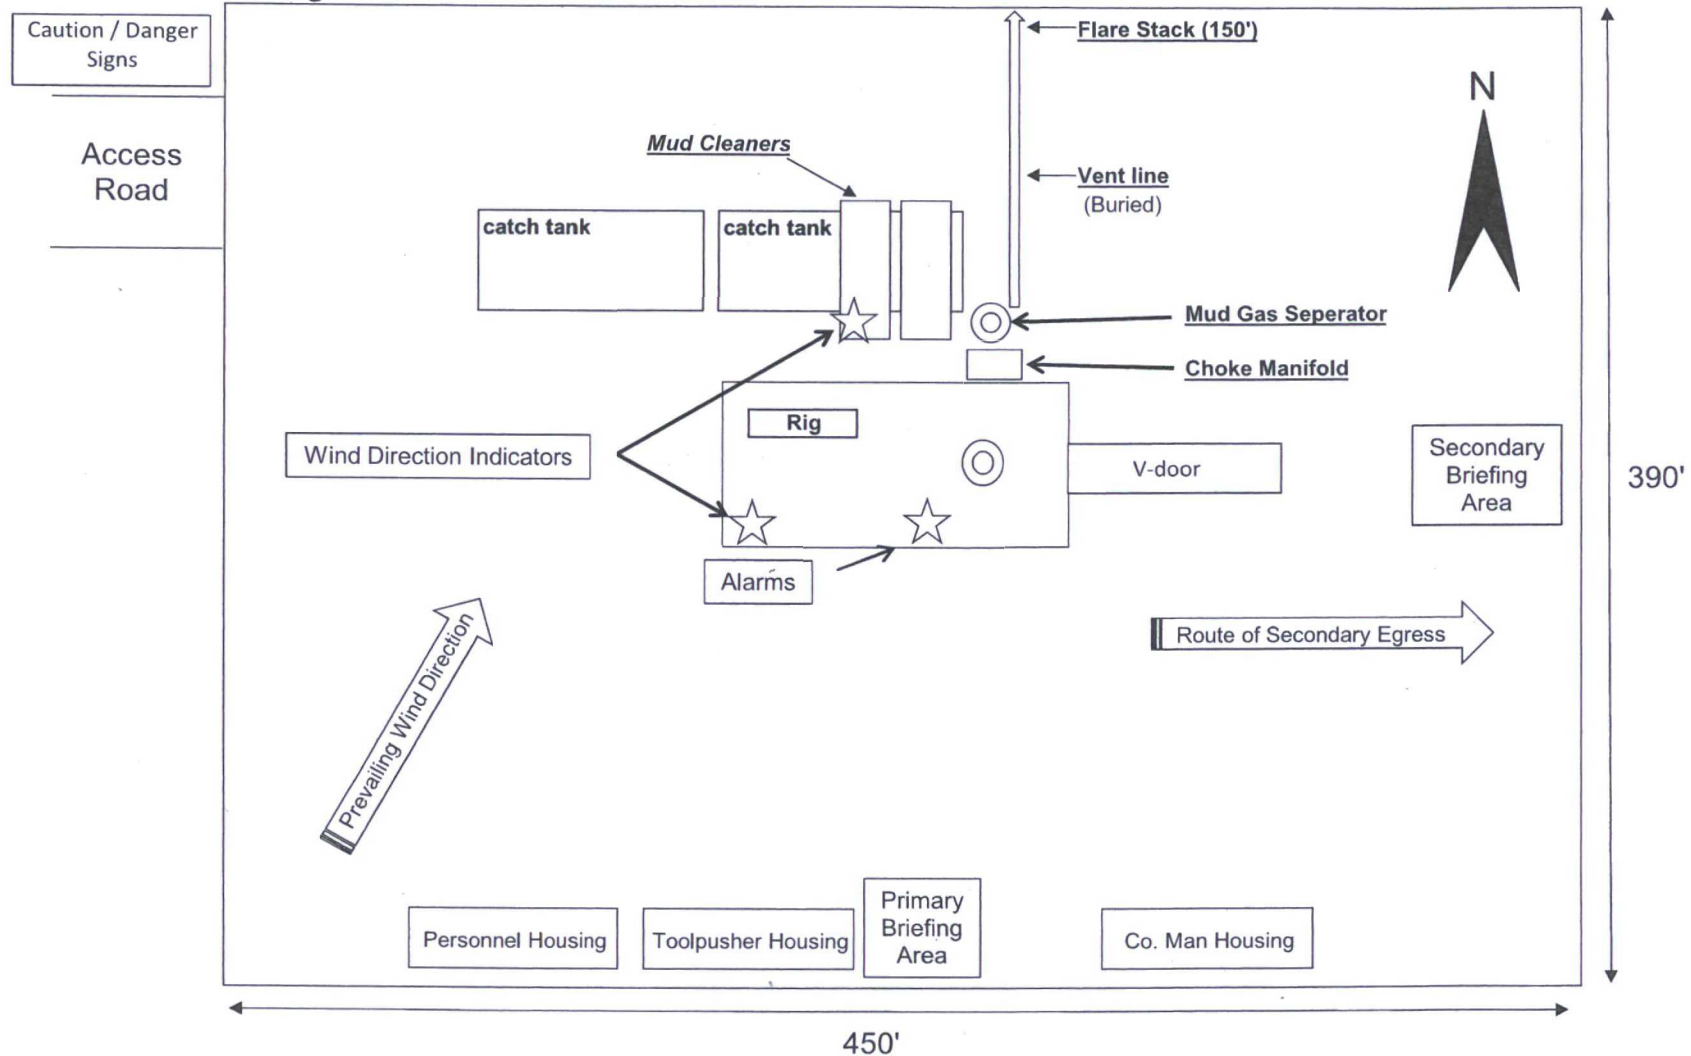 Caution / Danger
Signs
Flare Stack (150')
N
Access
Road
Mud Cleaners
Vent line
(Buried)
catch tank
catch tank
Mud Gas Seperator
Choke Manifold
Rig
Wind Direction Indicators
V-door
Secondary
Briefing
Area
390'
Alarms
Prevailing Wind Direction
Route of Secondary Egress
Personnel Housing
Toolpusher Housing
Primary
Briefing
Area
Co. Man Housing
450'